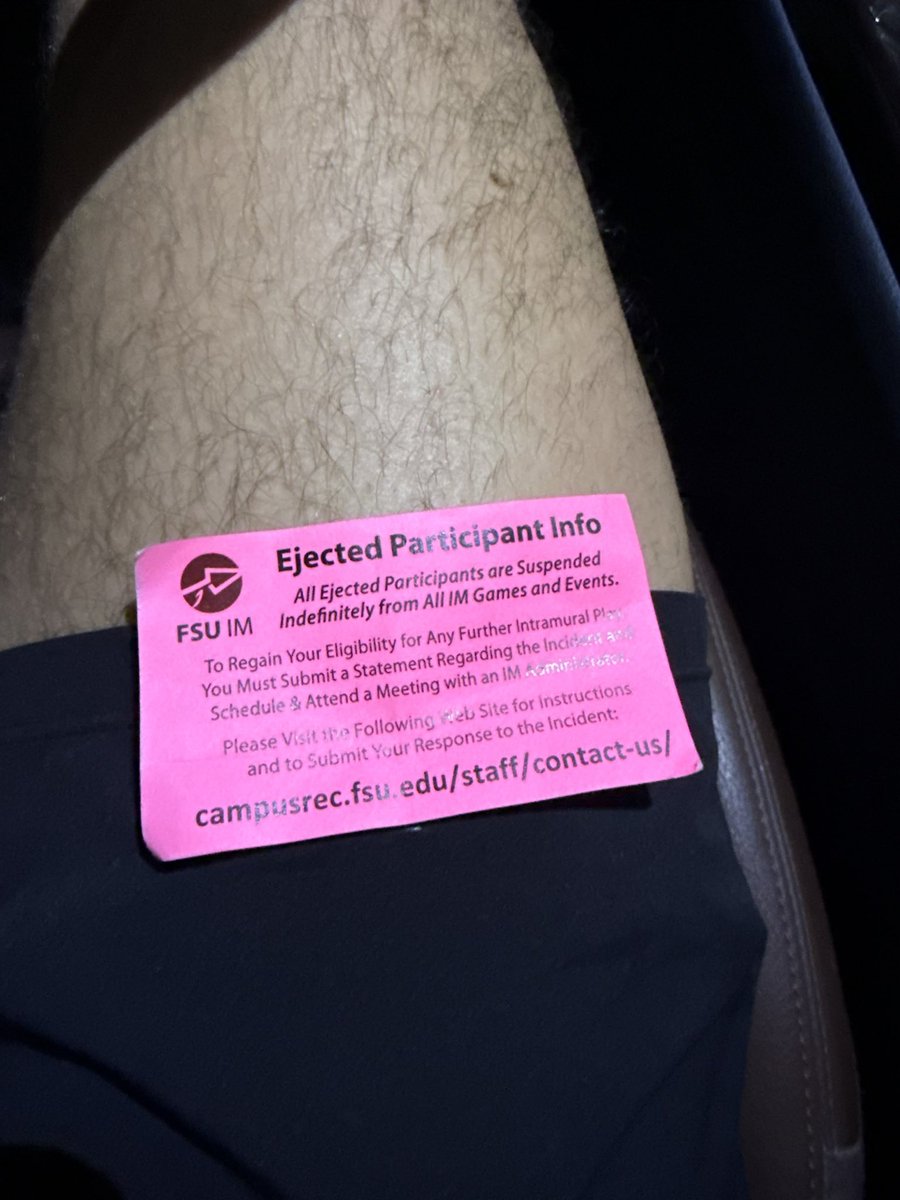 Ejected Participant Info
All Ejected Participants are Suspended
Indefinitely from All IM Games and Events.
FSU IM
To Regain Your Eligibility for Any Further Intramural Play
You Must Submit a Statement Regarding the Incident and
Schedule & Attend a Meeting with an IM Administrator.
Please Visit the Following Web Site for Instructions
and to Submit Your Response to the Incident:
campusrec.fsu.edu/staff/contact-us/